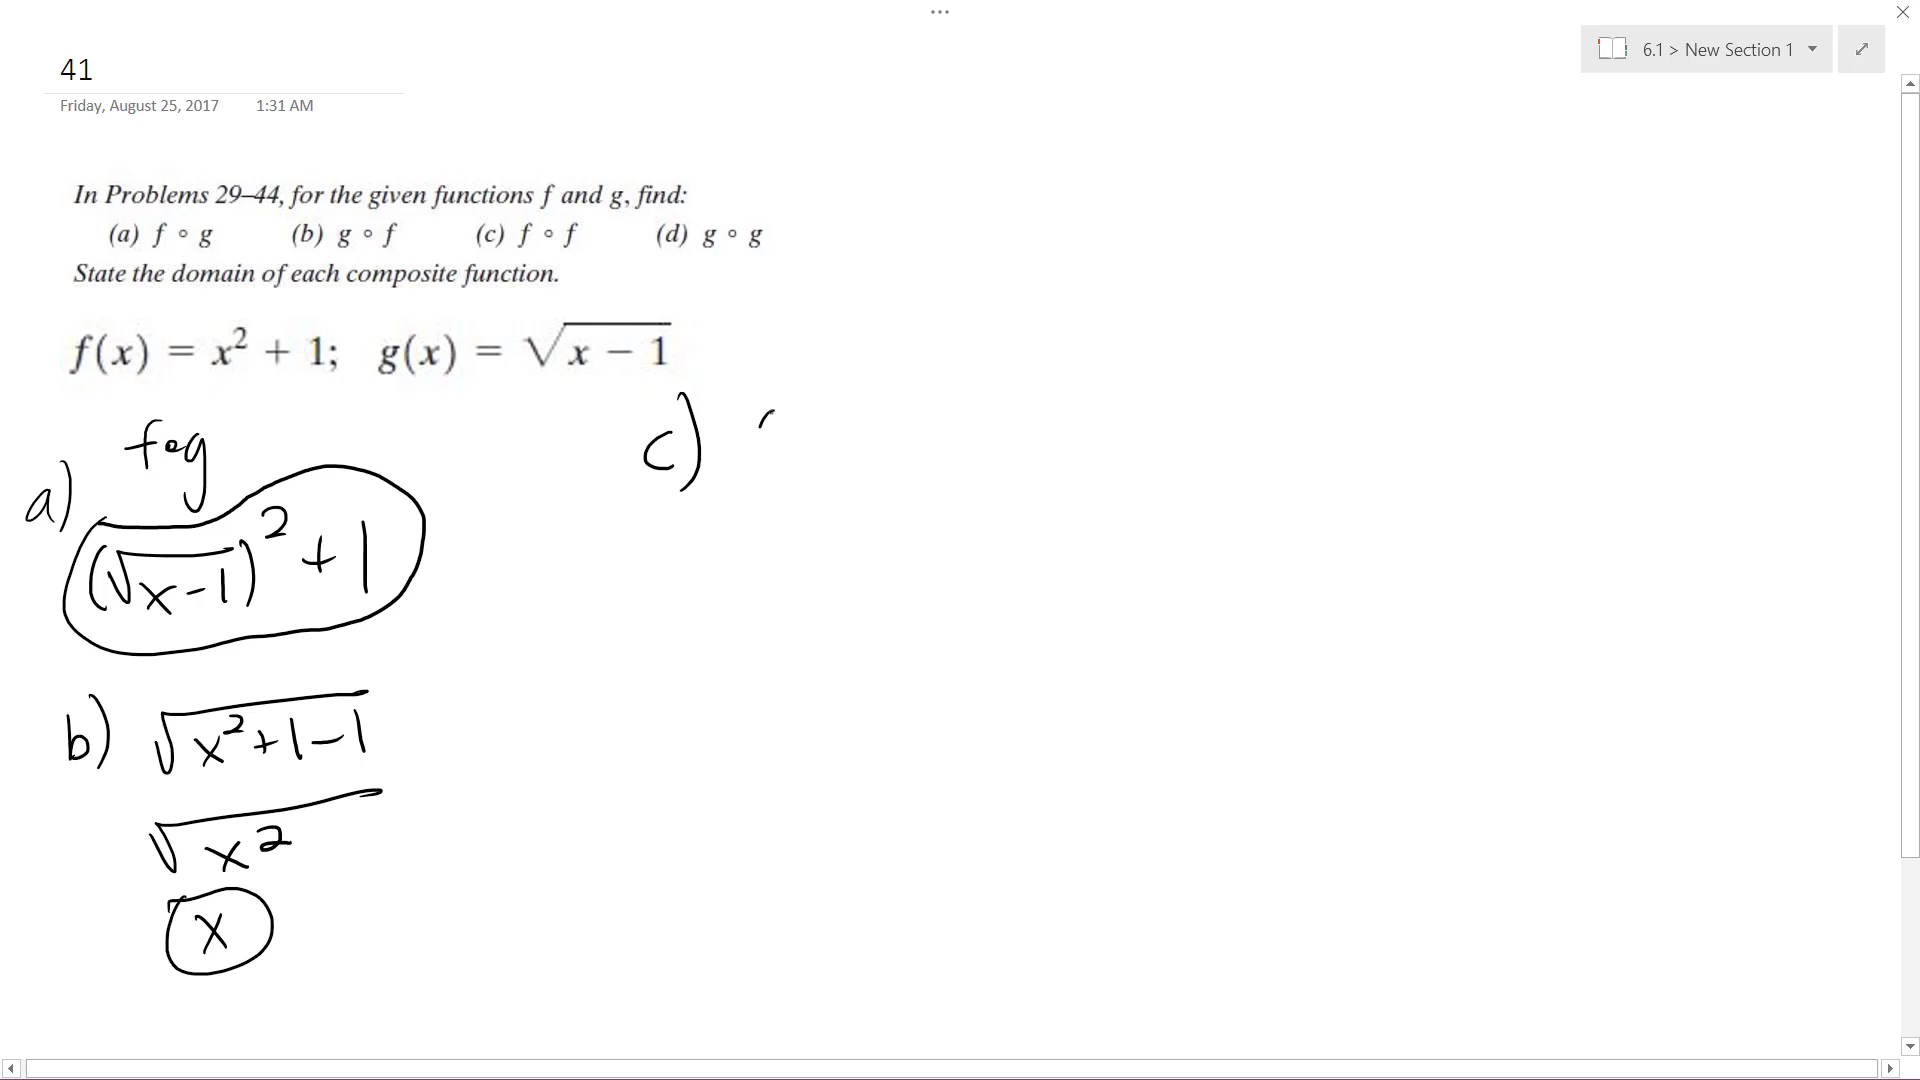 6.1 > New Section 1
41
Friday, August 25, 2017 1:31 AM
In Problems 29–44, for the given functions f and g, find:
(a) f ∘ g (b) g ∘ f (c) f ∘ f (d) g ∘ g
State the domain of each composite function.
f(x) = x² + 1; g(x) = √(x − 1)
f∘g
a) (√(x-1))² + 1
b) √(x²+1-1)
√(x²)
x
c)